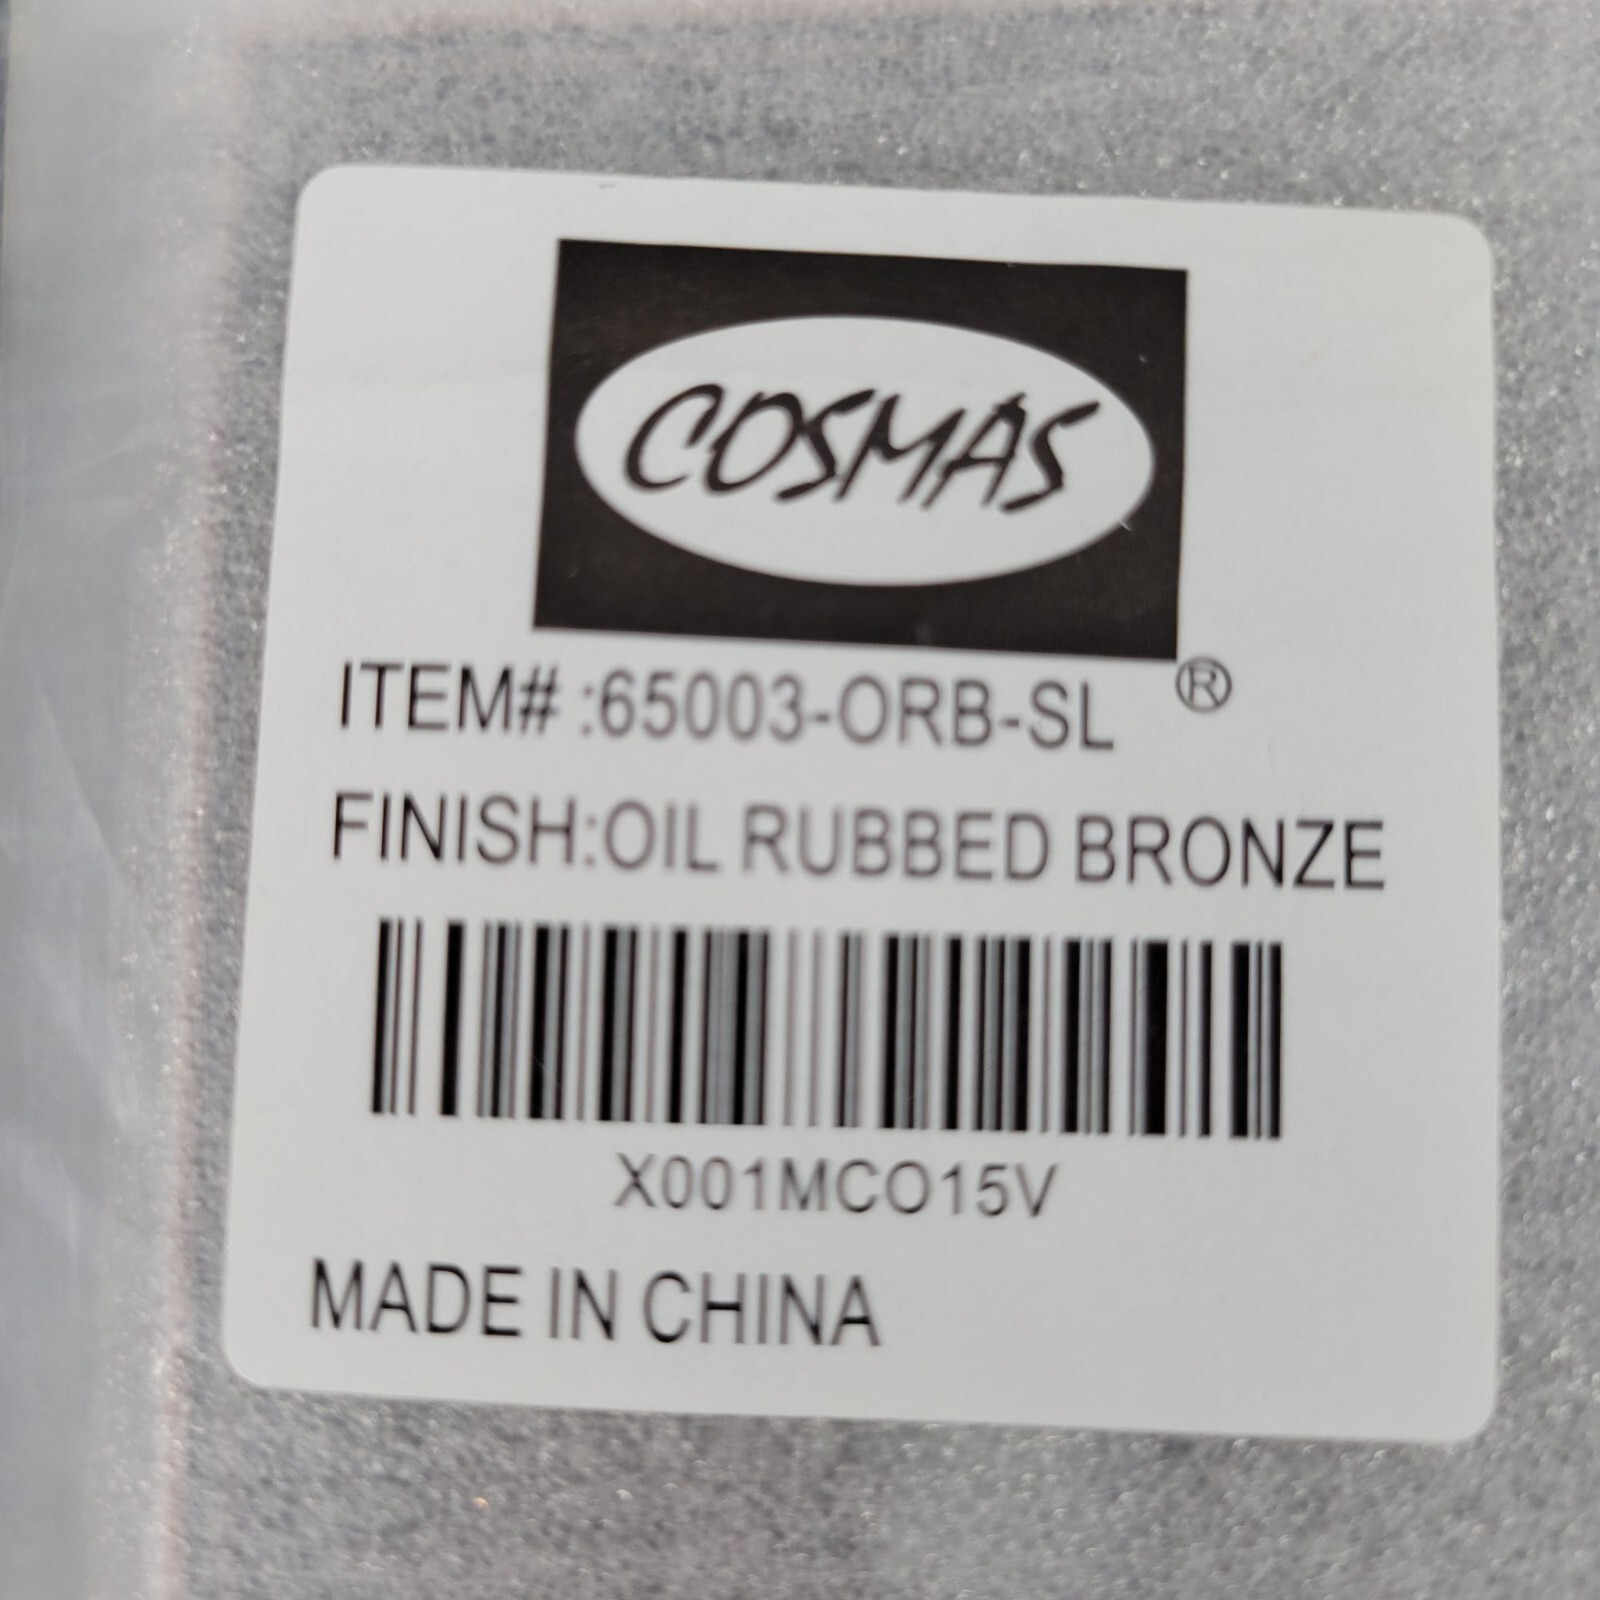 COSMAS
®
ITEM# :65003-ORB-SL
FINISH:OIL RUBBED BRONZE
X001MCO15V
MADE IN CHINA